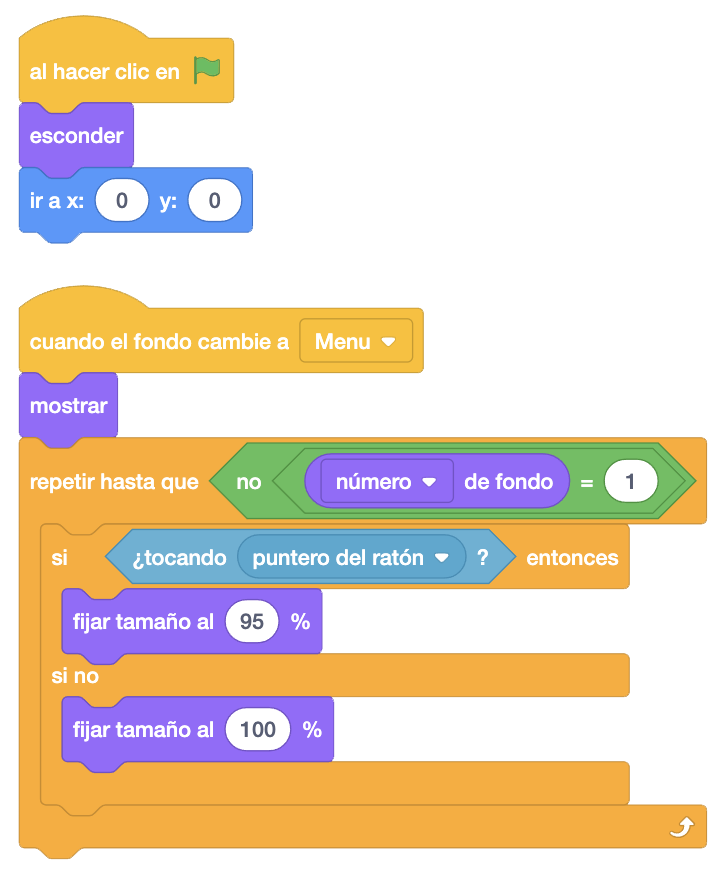 al hacer clic en
esconder
ir a x: 0 y: 0
cuando el fondo cambie a Menu
mostrar
repetir hasta que no número de fondo = 1
si ¿tocando puntero del ratón ? entonces
fijar tamaño al 95 %
si no
fijar tamaño al 100 %